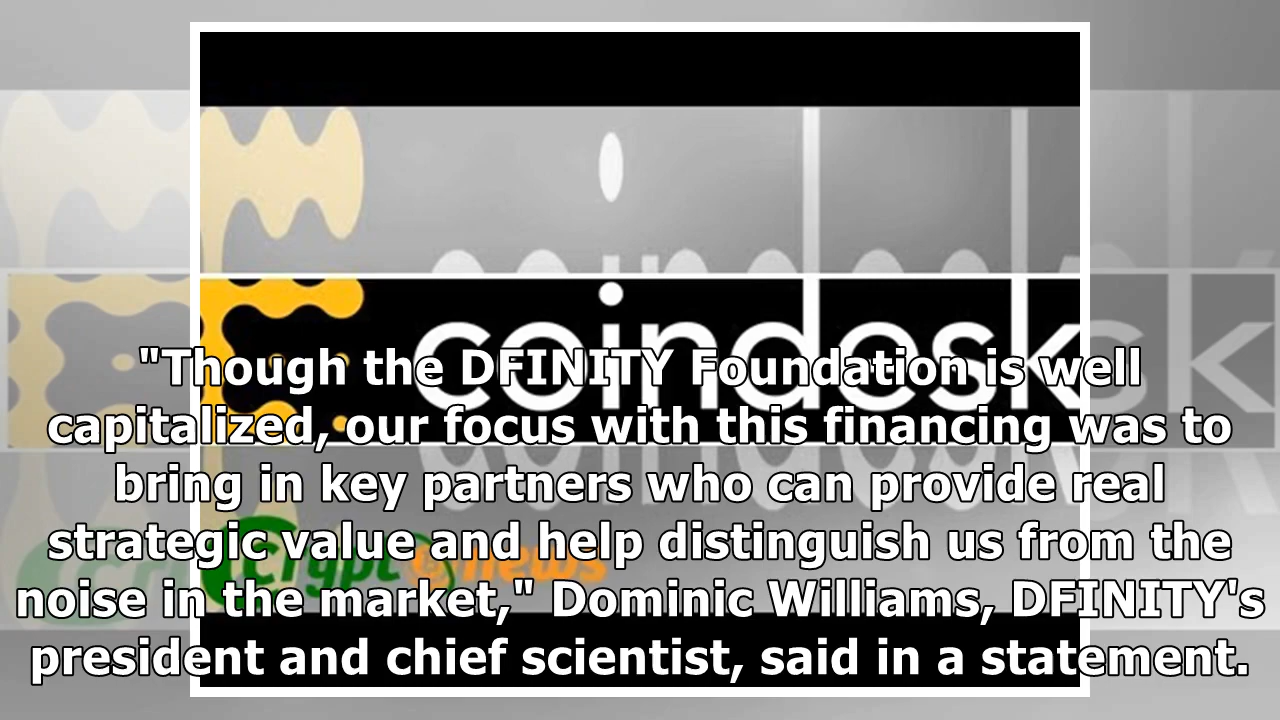 coindesk
"Though the DFINITY Foundation is well
capitalized, our focus with this financing was to
bring in key partners who can provide real
strategic value and help distinguish us from the
noise in the market," Dominic Williams, DFINITY's
president and chief scientist, said in a statement.